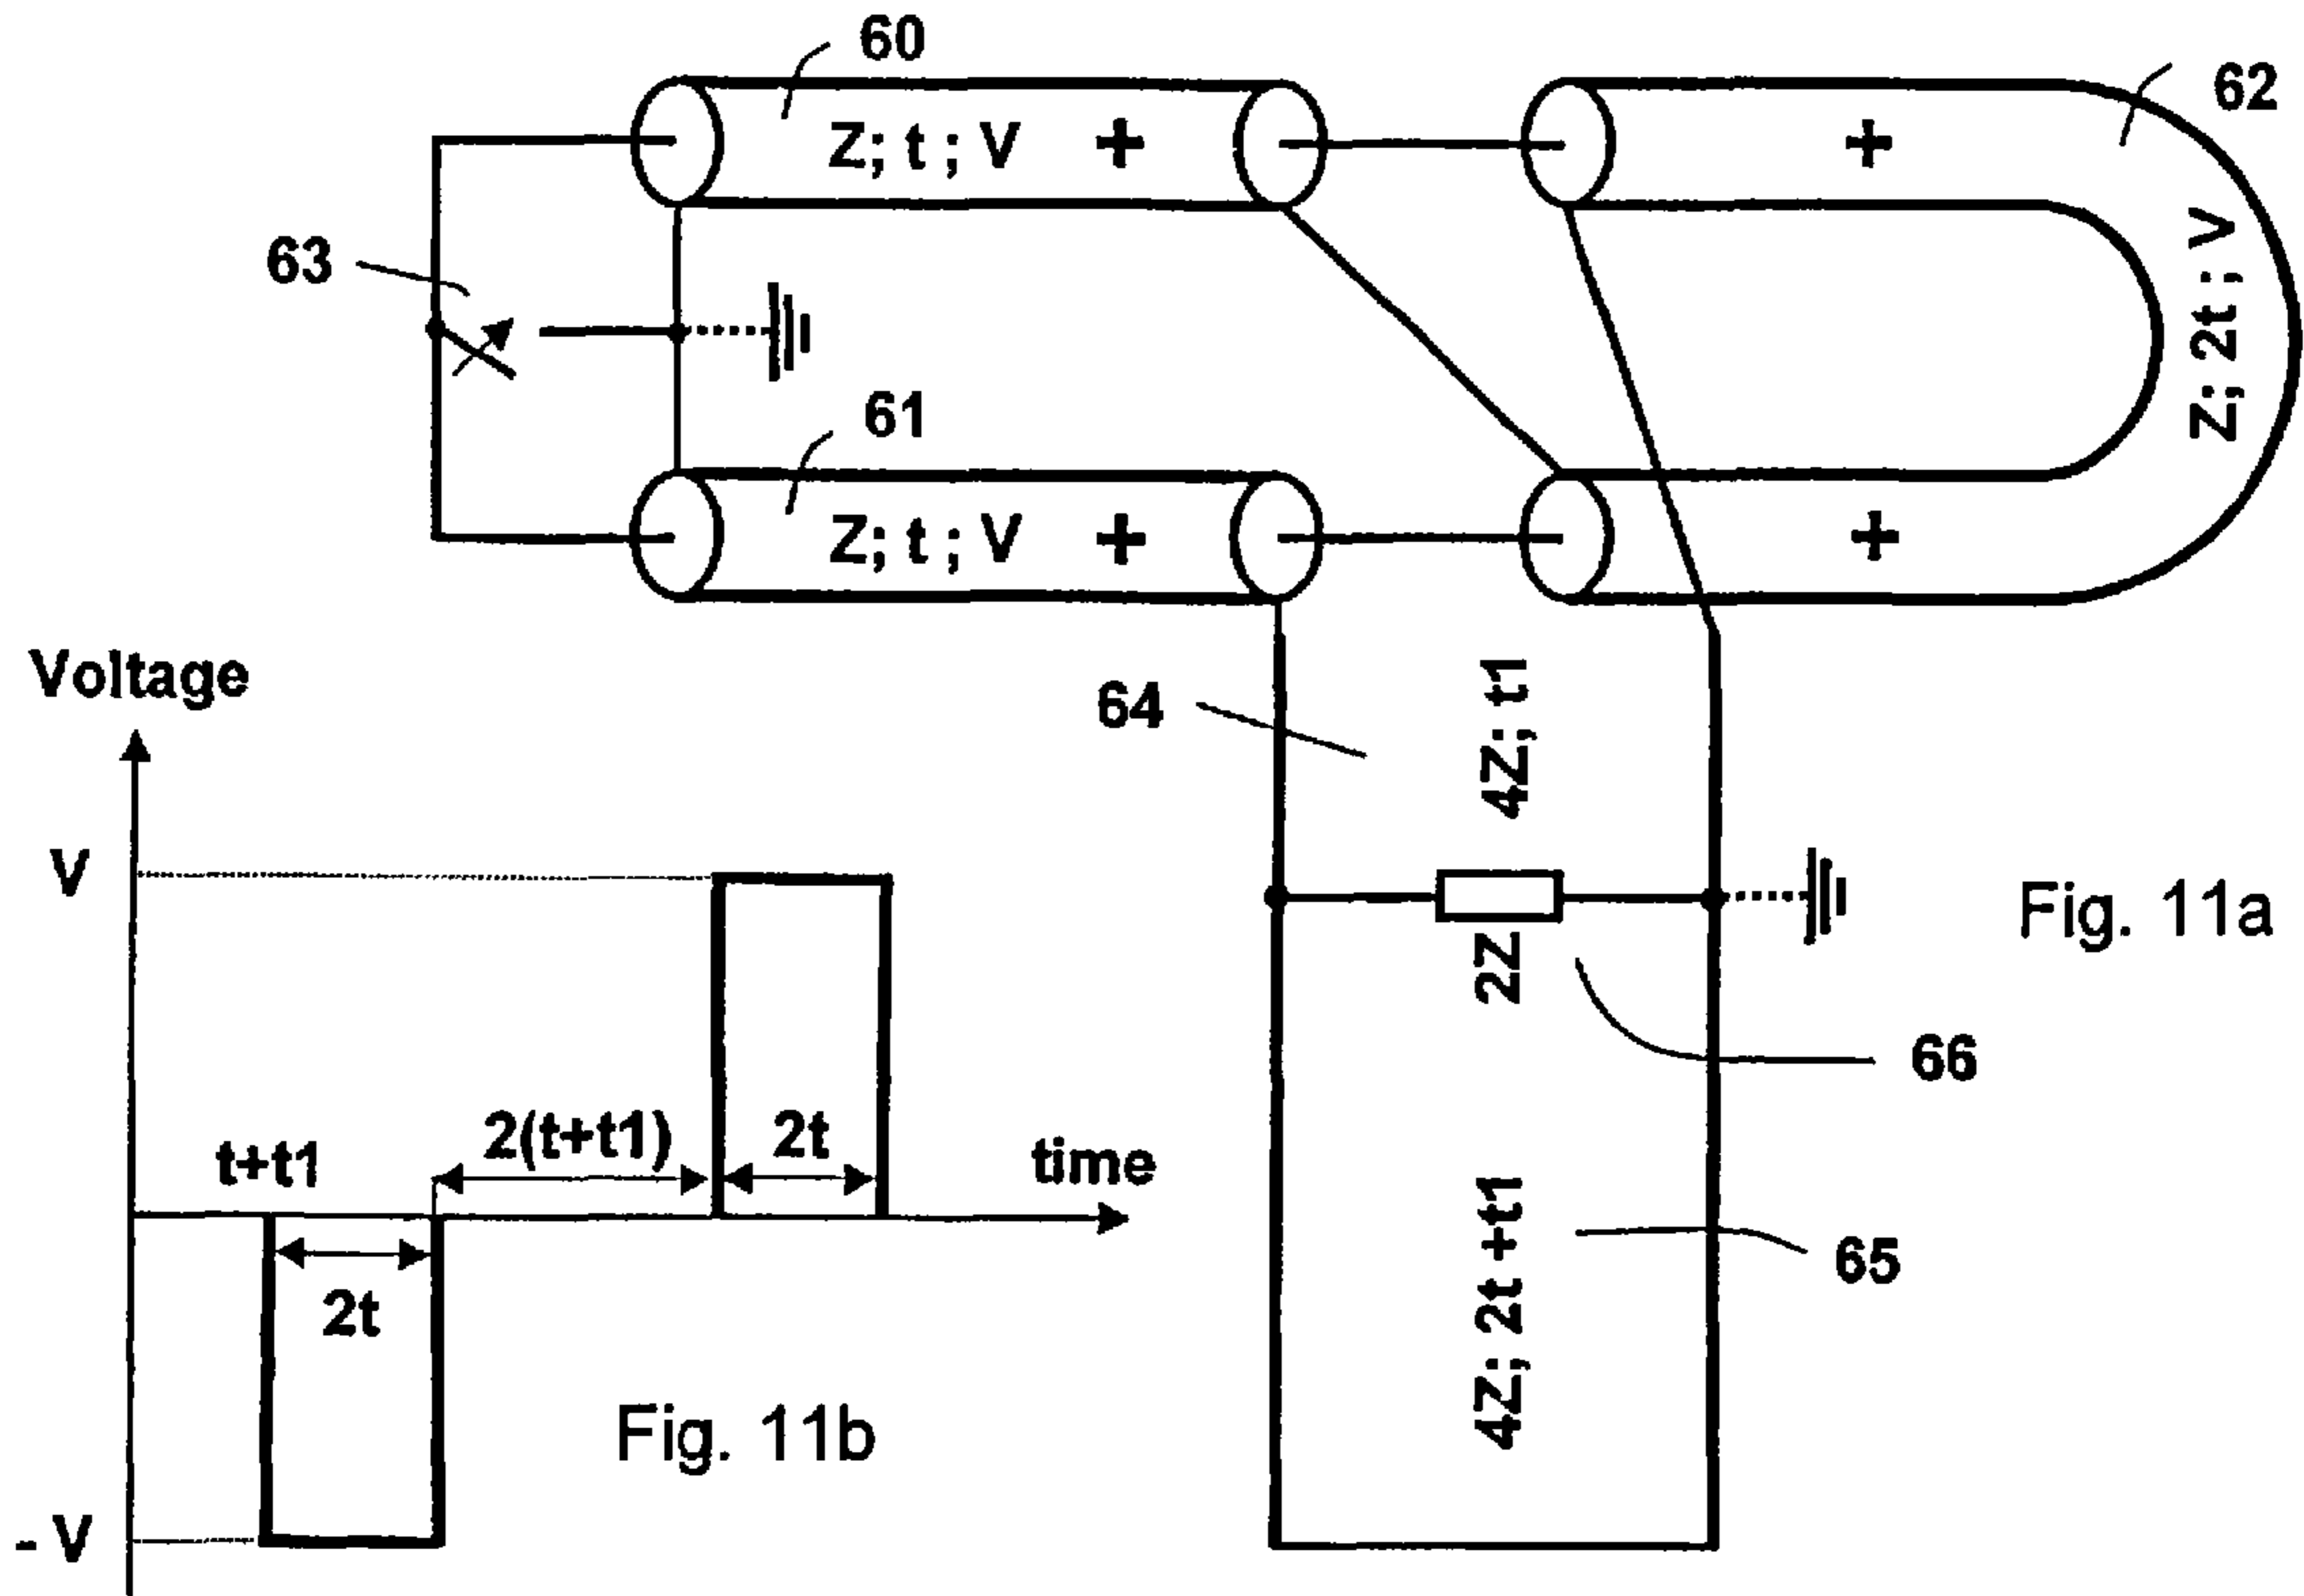 60
62
Z; t ; V +
+
Z; 2t ; V
63
61
Z; t ; V +
+
Voltage
64
4Z; t1
V
Fig. 11a
2Z
66
t+t1
2(t+t1)
2t
time
2t
4Z; 2t +t1
65
Fig. 11b
- V